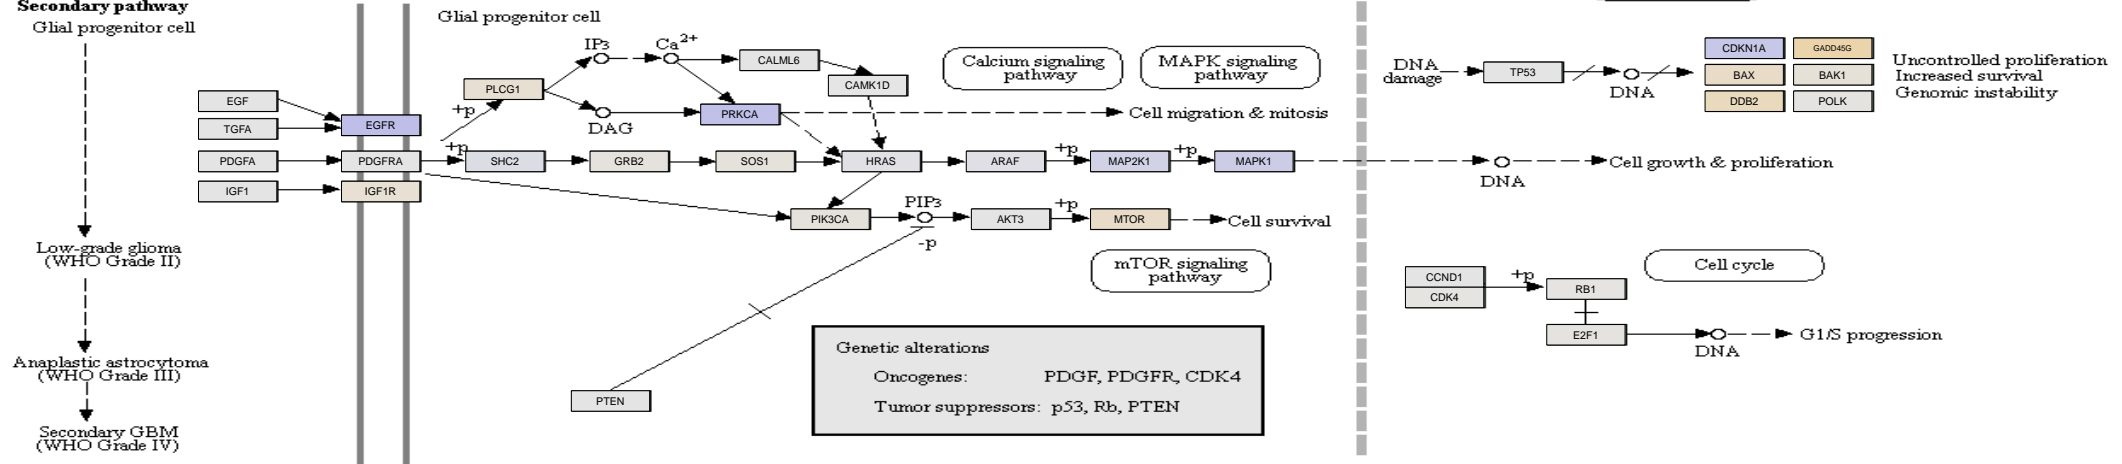 Secondary pathway
Glial progenitor cell
Low-grade glioma
(WHO Grade II)
Anaplastic astrocytoma
(WHO Grade III)
Secondary GBM
(WHO Grade IV)
EGF
TGFA
PDGFA
IGF1
EGFR
PDGFRA
IGF1R
Glial progenitor cell
+p
PLCG1
IP3
Ca2+
DAG
CALML6
CAMK1D
PRKCA
Calcium signaling
pathway
MAPK signaling
pathway
Cell migration & mitosis
+p
SHC2
GRB2
SOS1
HRAS
ARAF
+p
MAP2K1
+p
MAPK1
DNA
Cell growth & proliferation
PIK3CA
PIP3
-p
AKT3
+p
MTOR
Cell survival
mTOR signaling
pathway
PTEN
Genetic alterations
Oncogenes: PDGF, PDGFR, CDK4
Tumor suppressors: p53, Rb, PTEN
DNA
damage
TP53
DNA
CDKN1A
GADD45G
BAX
BAK1
DDB2
POLK
Uncontrolled proliferation
Increased survival
Genomic instability
Cell cycle
CCND1
CDK4
+p
RB1
E2F1
DNA
G1/S progression